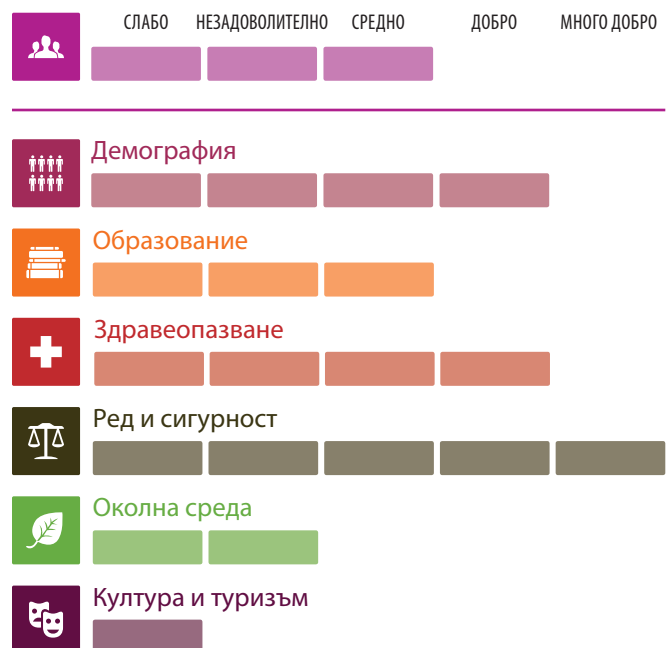 СЛАБО НЕЗАДОВОЛИТЕЛНО СРЕДНО ДОБРО МНОГО ДОБРО
Демография
Образование
Здравеопазване
Ред и сигурност
Околна среда
Култура и туризъм